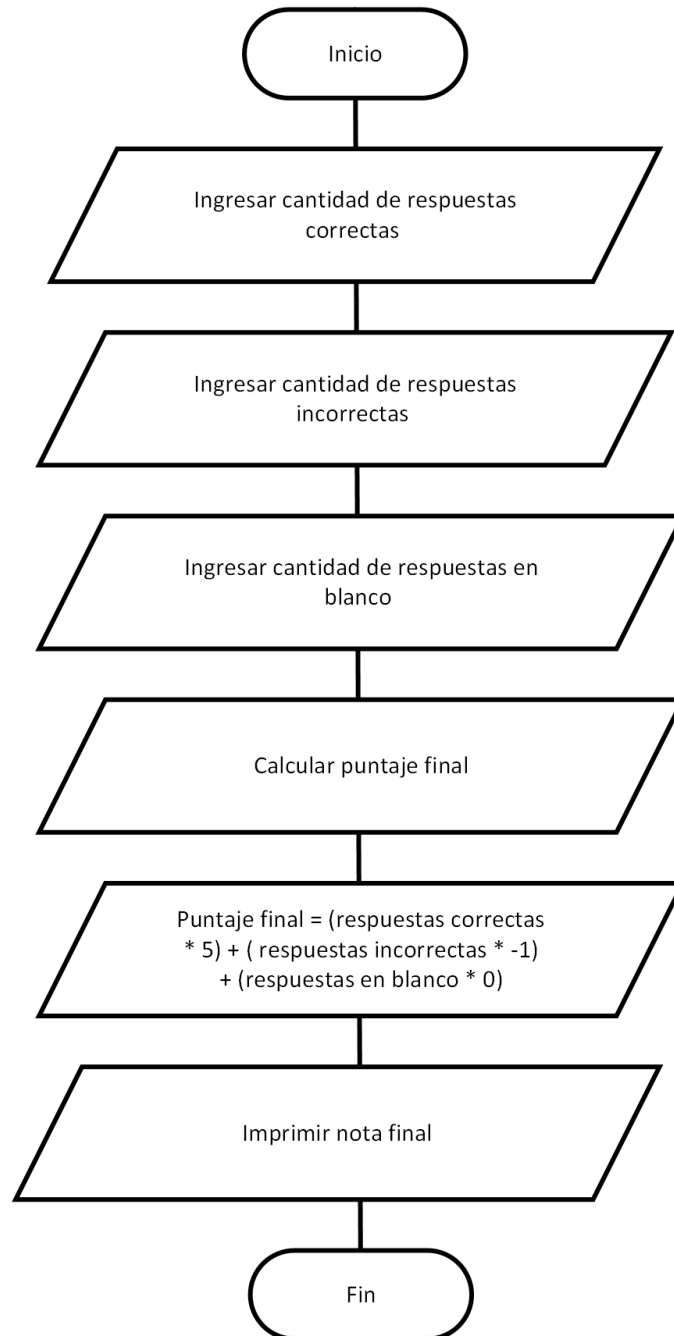 Inicio
Ingresar cantidad de respuestas
correctas
Ingresar cantidad de respuestas
incorrectas
Ingresar cantidad de respuestas en
blanco
Calcular puntaje final
Puntaje final = (respuestas correctas
* 5) + ( respuestas incorrectas * -1)
+ (respuestas en blanco * 0)
Imprimir nota final
Fin